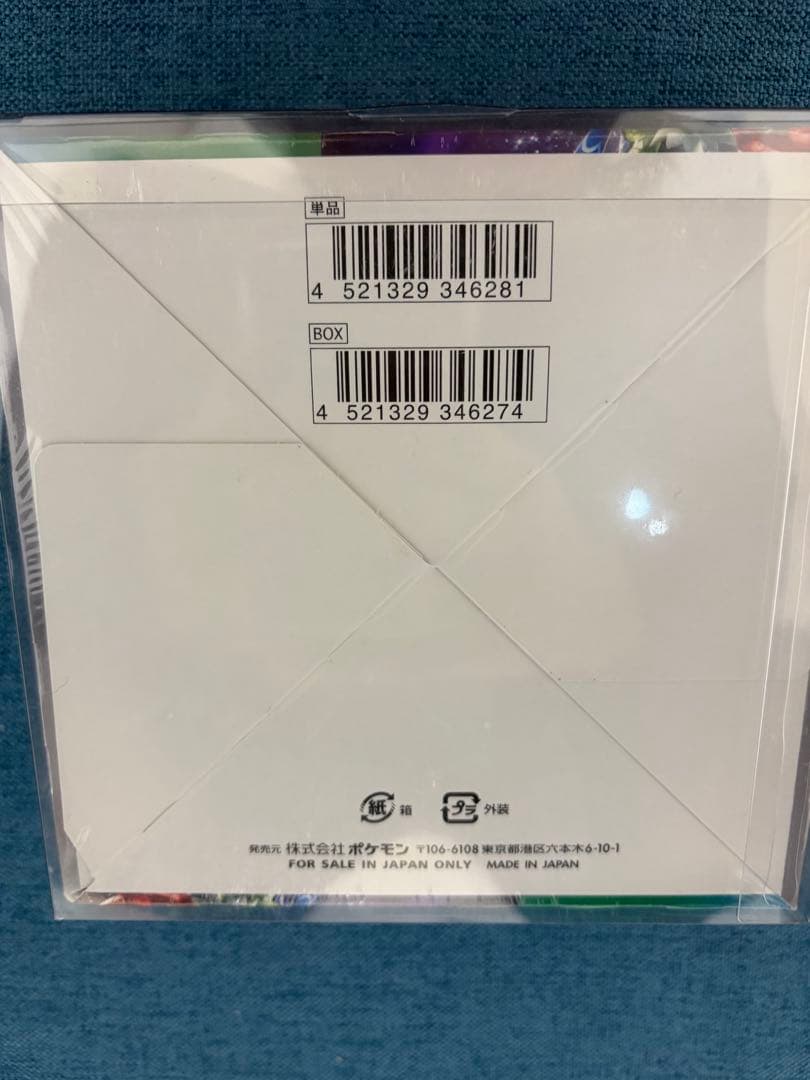 単品
4 521329 346281
BOX
4 521329 346274
紙 箱 プラ 外装
発売元 株式会社 ポケモン 〒106-6108 東京都港区六本木6-10-1
FOR SALE IN JAPAN ONLY MADE IN JAPAN